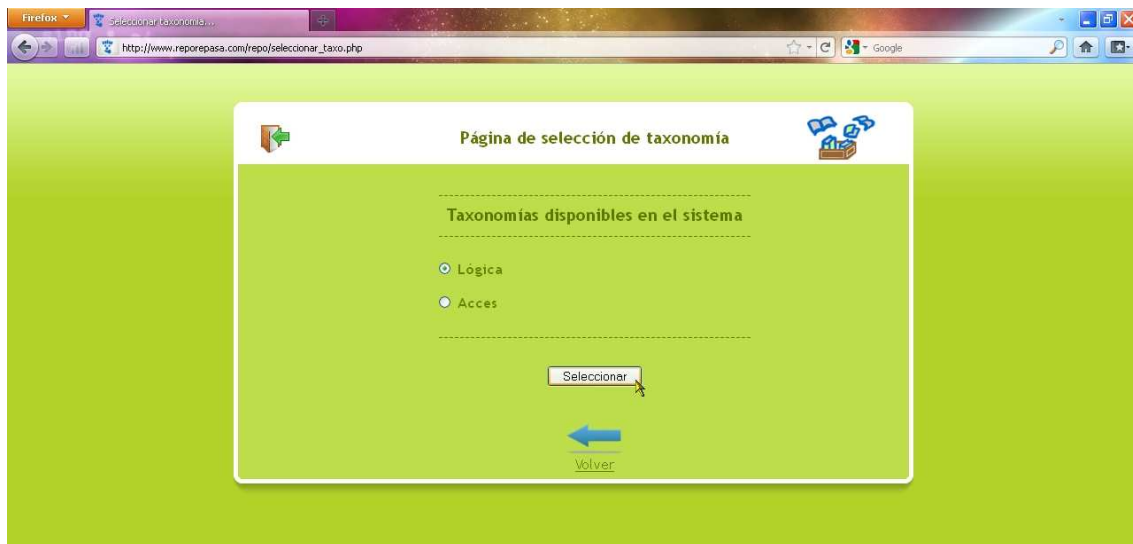 Firefox
Seleccionar taxonomía...
http://www.reporepasa.com/repo/seleccionar_taxo.php
Google
Página de selección de taxonomía
Taxonomías disponibles en el sistema
Lógica
Acces
Seleccionar
Volver